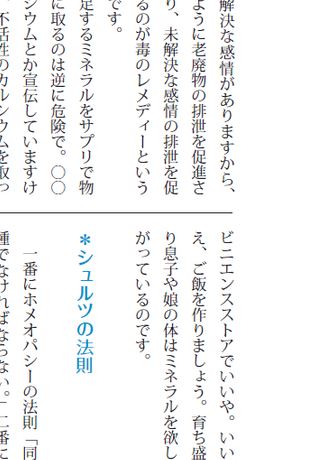 解決な感情がありますから、
ように老廃物の排泄を促進さ
り、未解決な感情の排泄を促
るのが毒のレメディーという
です。
足するミネラルをサプリで物
に取るのは逆に危険で。〇〇
シウムとか宣伝していますけ
、不活性のカルシウムを取っ
ビニエンスストアでいいや。いい
え、ご飯を作りましょう。育ち盛
り息子や娘の体はミネラルを欲し
がっているのです。
＊シュルツの法則
一番にホメオパシーの法則「同
種でなければならない。」二番に